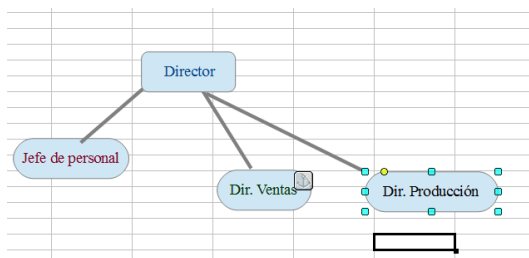 Director
Jefe de personal
Dir. Ventas
Dir. Producción